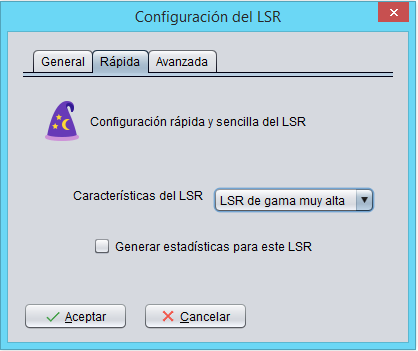 Configuración del LSR
General Rápida Avanzada
Configuración rápida y sencilla del LSR
Características del LSR LSR de gama muy alta
Generar estadísticas para este LSR
Aceptar Cancelar